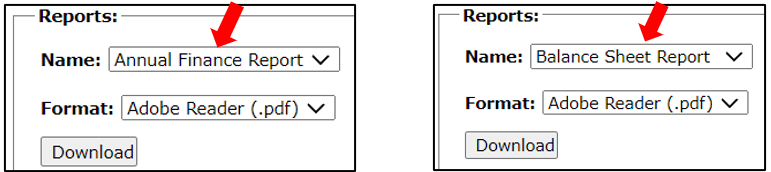 Reports:
Name: Annual Finance Report
Format: Adobe Reader (.pdf)
Download
Reports:
Name: Balance Sheet Report
Format: Adobe Reader (.pdf)
Download